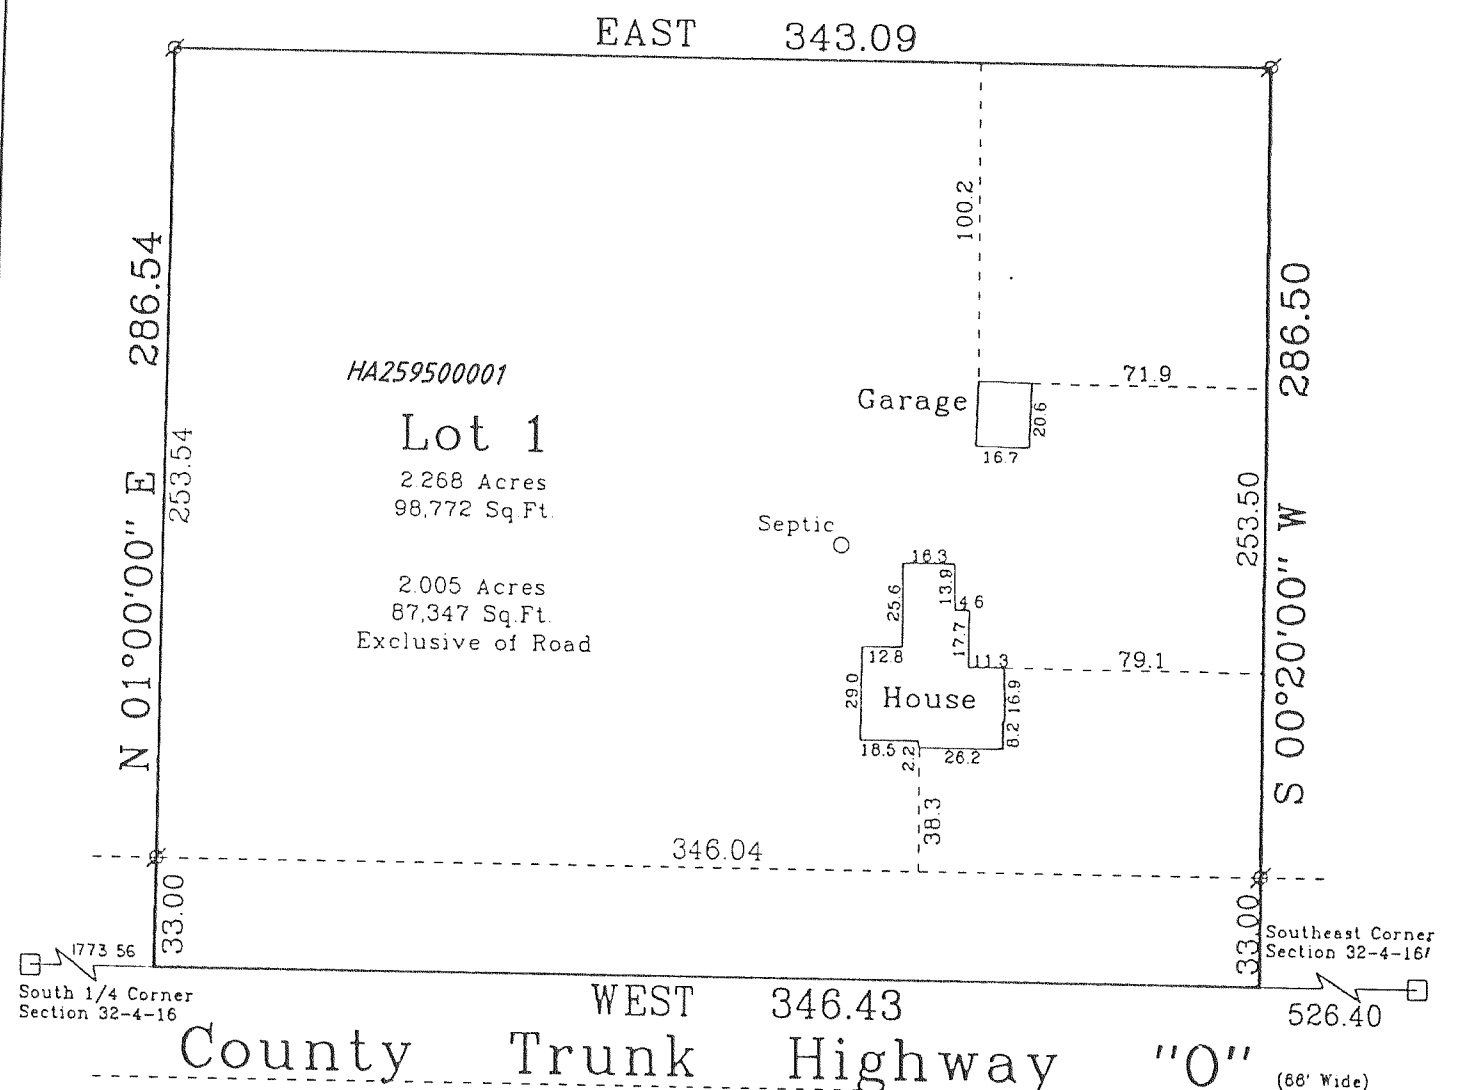 EAST 343.09
100.2
N 01°00'00" E 286.54
253.54
HA259500001
Lot 1
2.268 Acres
98,772 Sq.Ft.
2.005 Acres
87,347 Sq.Ft.
Exclusive of Road
Garage
71.9
20.6
16.7
286.50
S 00°20'00" W
253.50
Septic
16.3
13.9
4.6
25.6
17.7
12.8
11.3
79.1
29.0
House
16.9
8.2
18.5
2.2
26.2
38.3
346.04
33.00
33.00
1773.56
South 1/4 Corner
Section 32-4-16
Southeast Corner
Section 32-4-16
526.40
WEST 346.43
County Trunk Highway "O" (66' Wide)